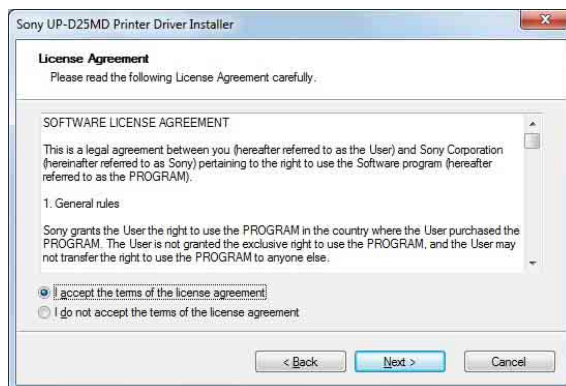 Sony UP-D25MD Printer Driver Installer
License Agreement
Please read the following License Agreement carefully.
SOFTWARE LICENSE AGREEMENT
This is a legal agreement between you (hereafter referred to as the User) and Sony Corporation
(hereinafter referred to as Sony) pertaining to the right to use the Software program (hereafter
referred to as the PROGRAM).
1. General rules
Sony grants the User the right to use the PROGRAM in the country where the User purchased the
PROGRAM. The User is not granted the exclusive right to use the PROGRAM, and the User may
not transfer the right to use the PROGRAM to anyone else.
I accept the terms of the license agreement
I do not accept the terms of the license agreement
< Back
Next >
Cancel